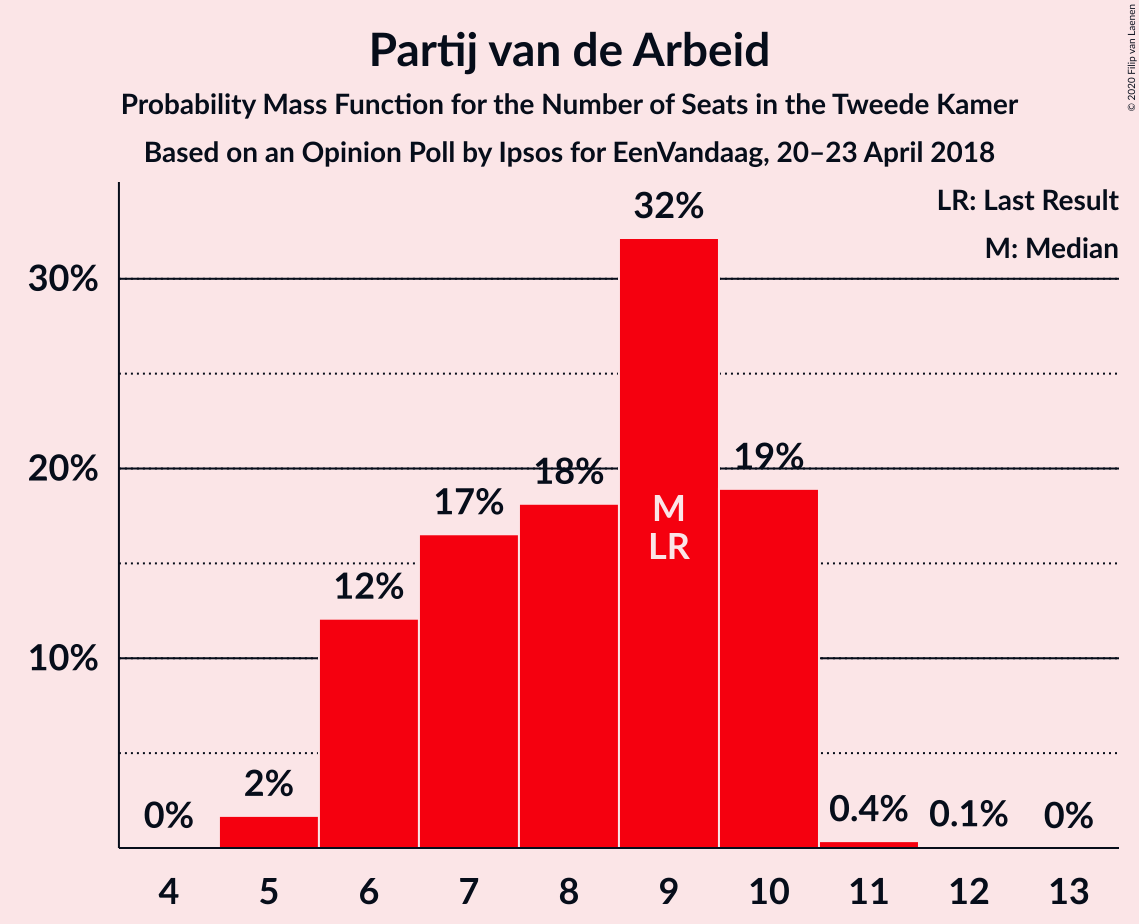 Partij van de Arbeid
Probability Mass Function for the Number of Seats in the Tweede Kamer
Based on an Opinion Poll by Ipsos for EenVandaag, 20–23 April 2018
© 2020 Filip van Laenen
LR: Last Result
M: Median
30%
20%
10%
0%
2%
12%
17%
18%
32%
19%
0.4%
0.1%
0%
M
LR
4 5 6 7 8 9 10 11 12 13